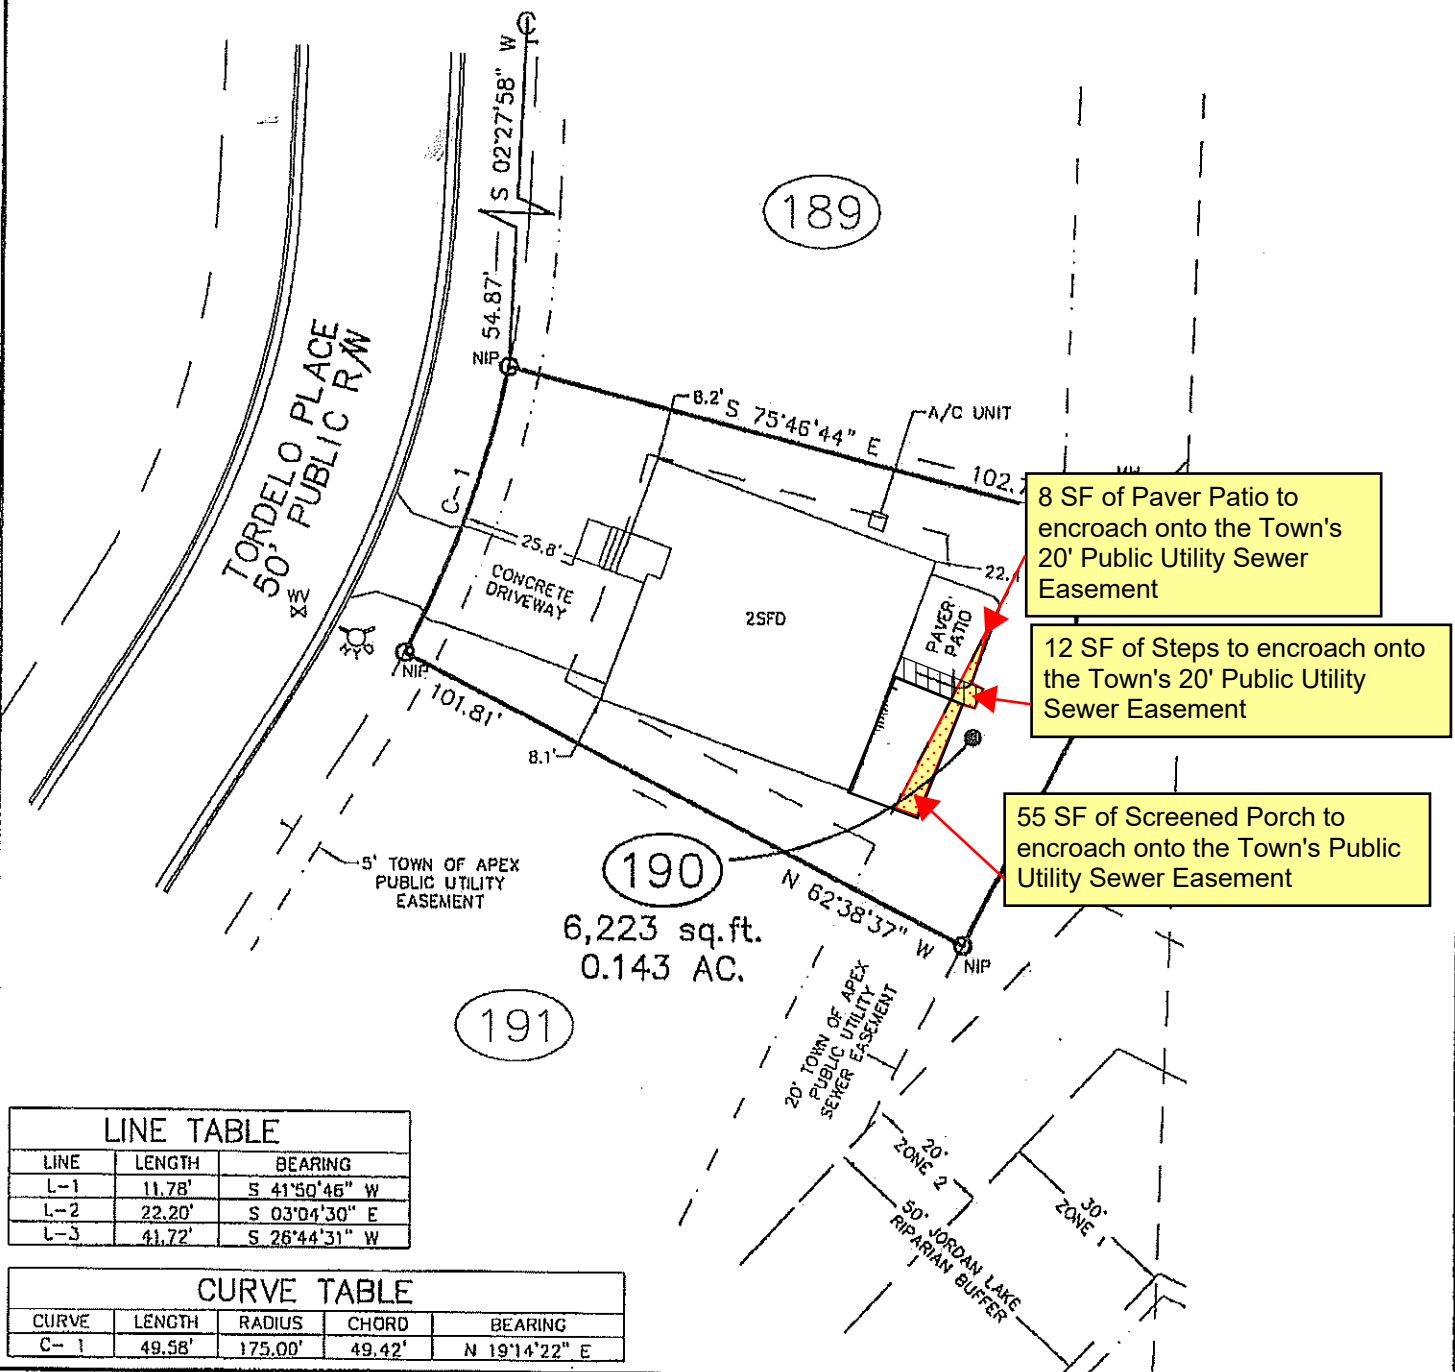 S 02°27'58" W
54.87'
NIP
189
TORDELO PLACE
50' PUBLIC R/W
WV
HYD
C-1
8.2'
S 75°46'44" E
A/C UNIT
MH
25.8'
CONCRETE
DRIVEWAY
2SFD
PAVER
PATIO
8 SF of Paver Patio to
encroach onto the Town's
20' Public Utility Sewer
Easement
12 SF of Steps to encroach onto
the Town's 20' Public Utility
Sewer Easement
55 SF of Screened Porch to
encroach onto the Town's Public
Utility Sewer Easement
NIP
101.81'
8.1'
5' TOWN OF APEX
PUBLIC UTILITY
EASEMENT
190
6,223 sq.ft.
0.143 AC.
N 62°38'37" W
NIP
191
20' TOWN OF APEX
PUBLIC UTILITY
SEWER EASEMENT
20'
ZONE 2
30'
ZONE 1
50' JORDAN LAKE
RIPARIAN BUFFER
LINE TABLE
LINE LENGTH BEARING
L-1 11.78' S 41°50'46" W
L-2 22.20' S 03°04'30" E
L-3 41.72' S 26°44'31" W
CURVE TABLE
CURVE LENGTH RADIUS CHORD BEARING
C-1 49.58' 175.00' 49.42' N 19°14'22" E